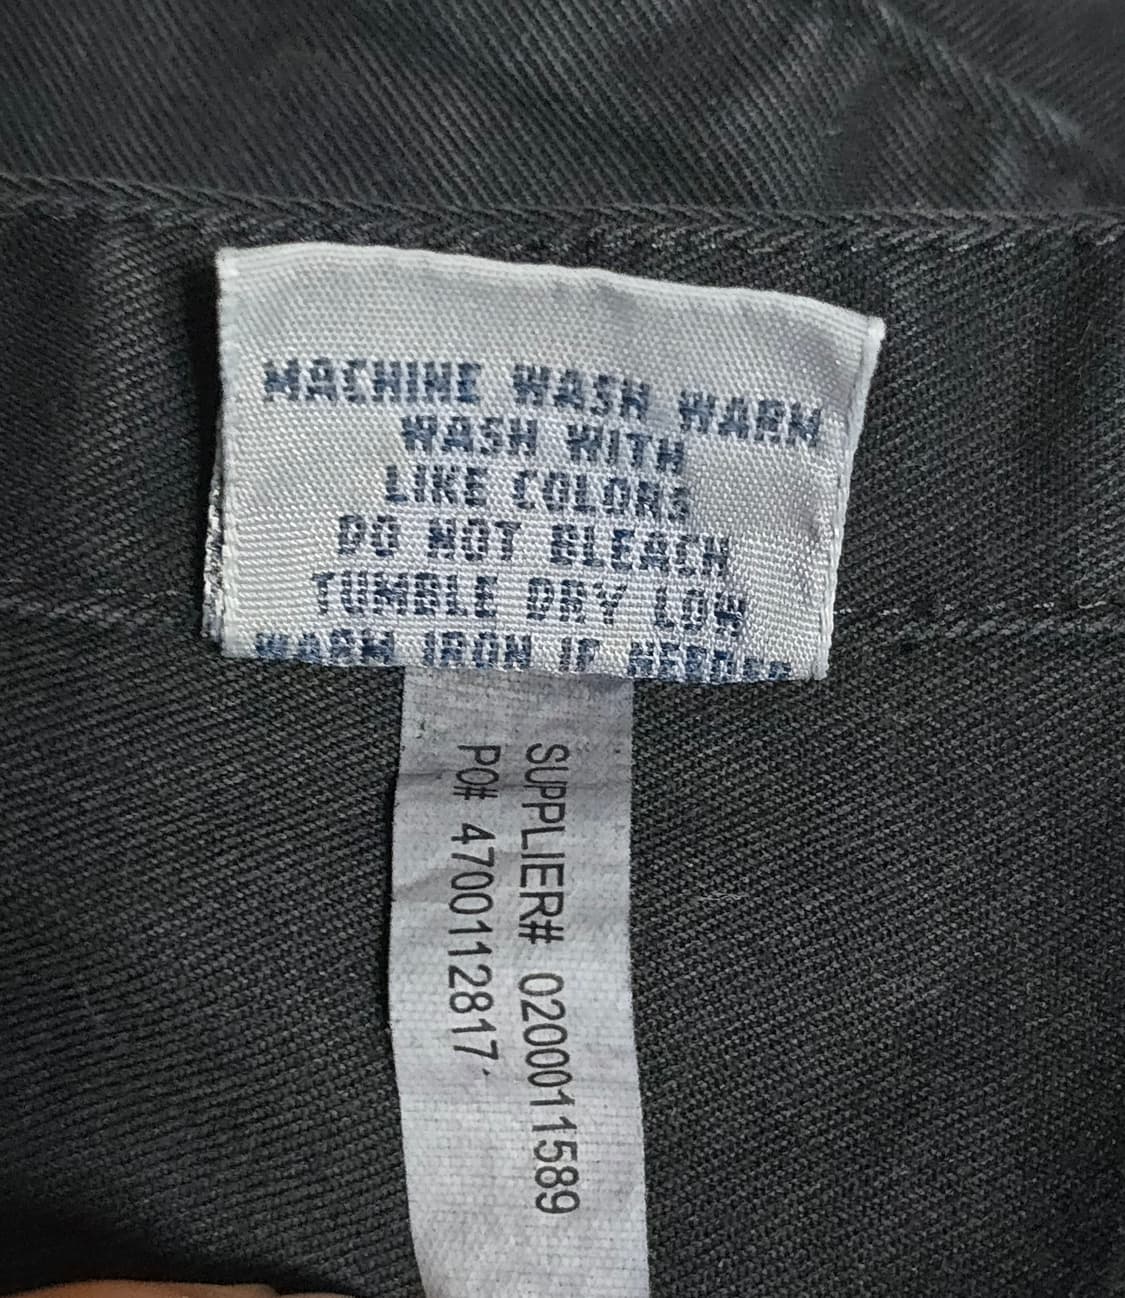 MACHINE WASH WARM
WASH WITH
LIKE COLORS
DO NOT BLEACH
TUMBLE DRY LOW
WARM IRON IF NEEDED
SUPPLIER# 0200011589
PO# 4700112817